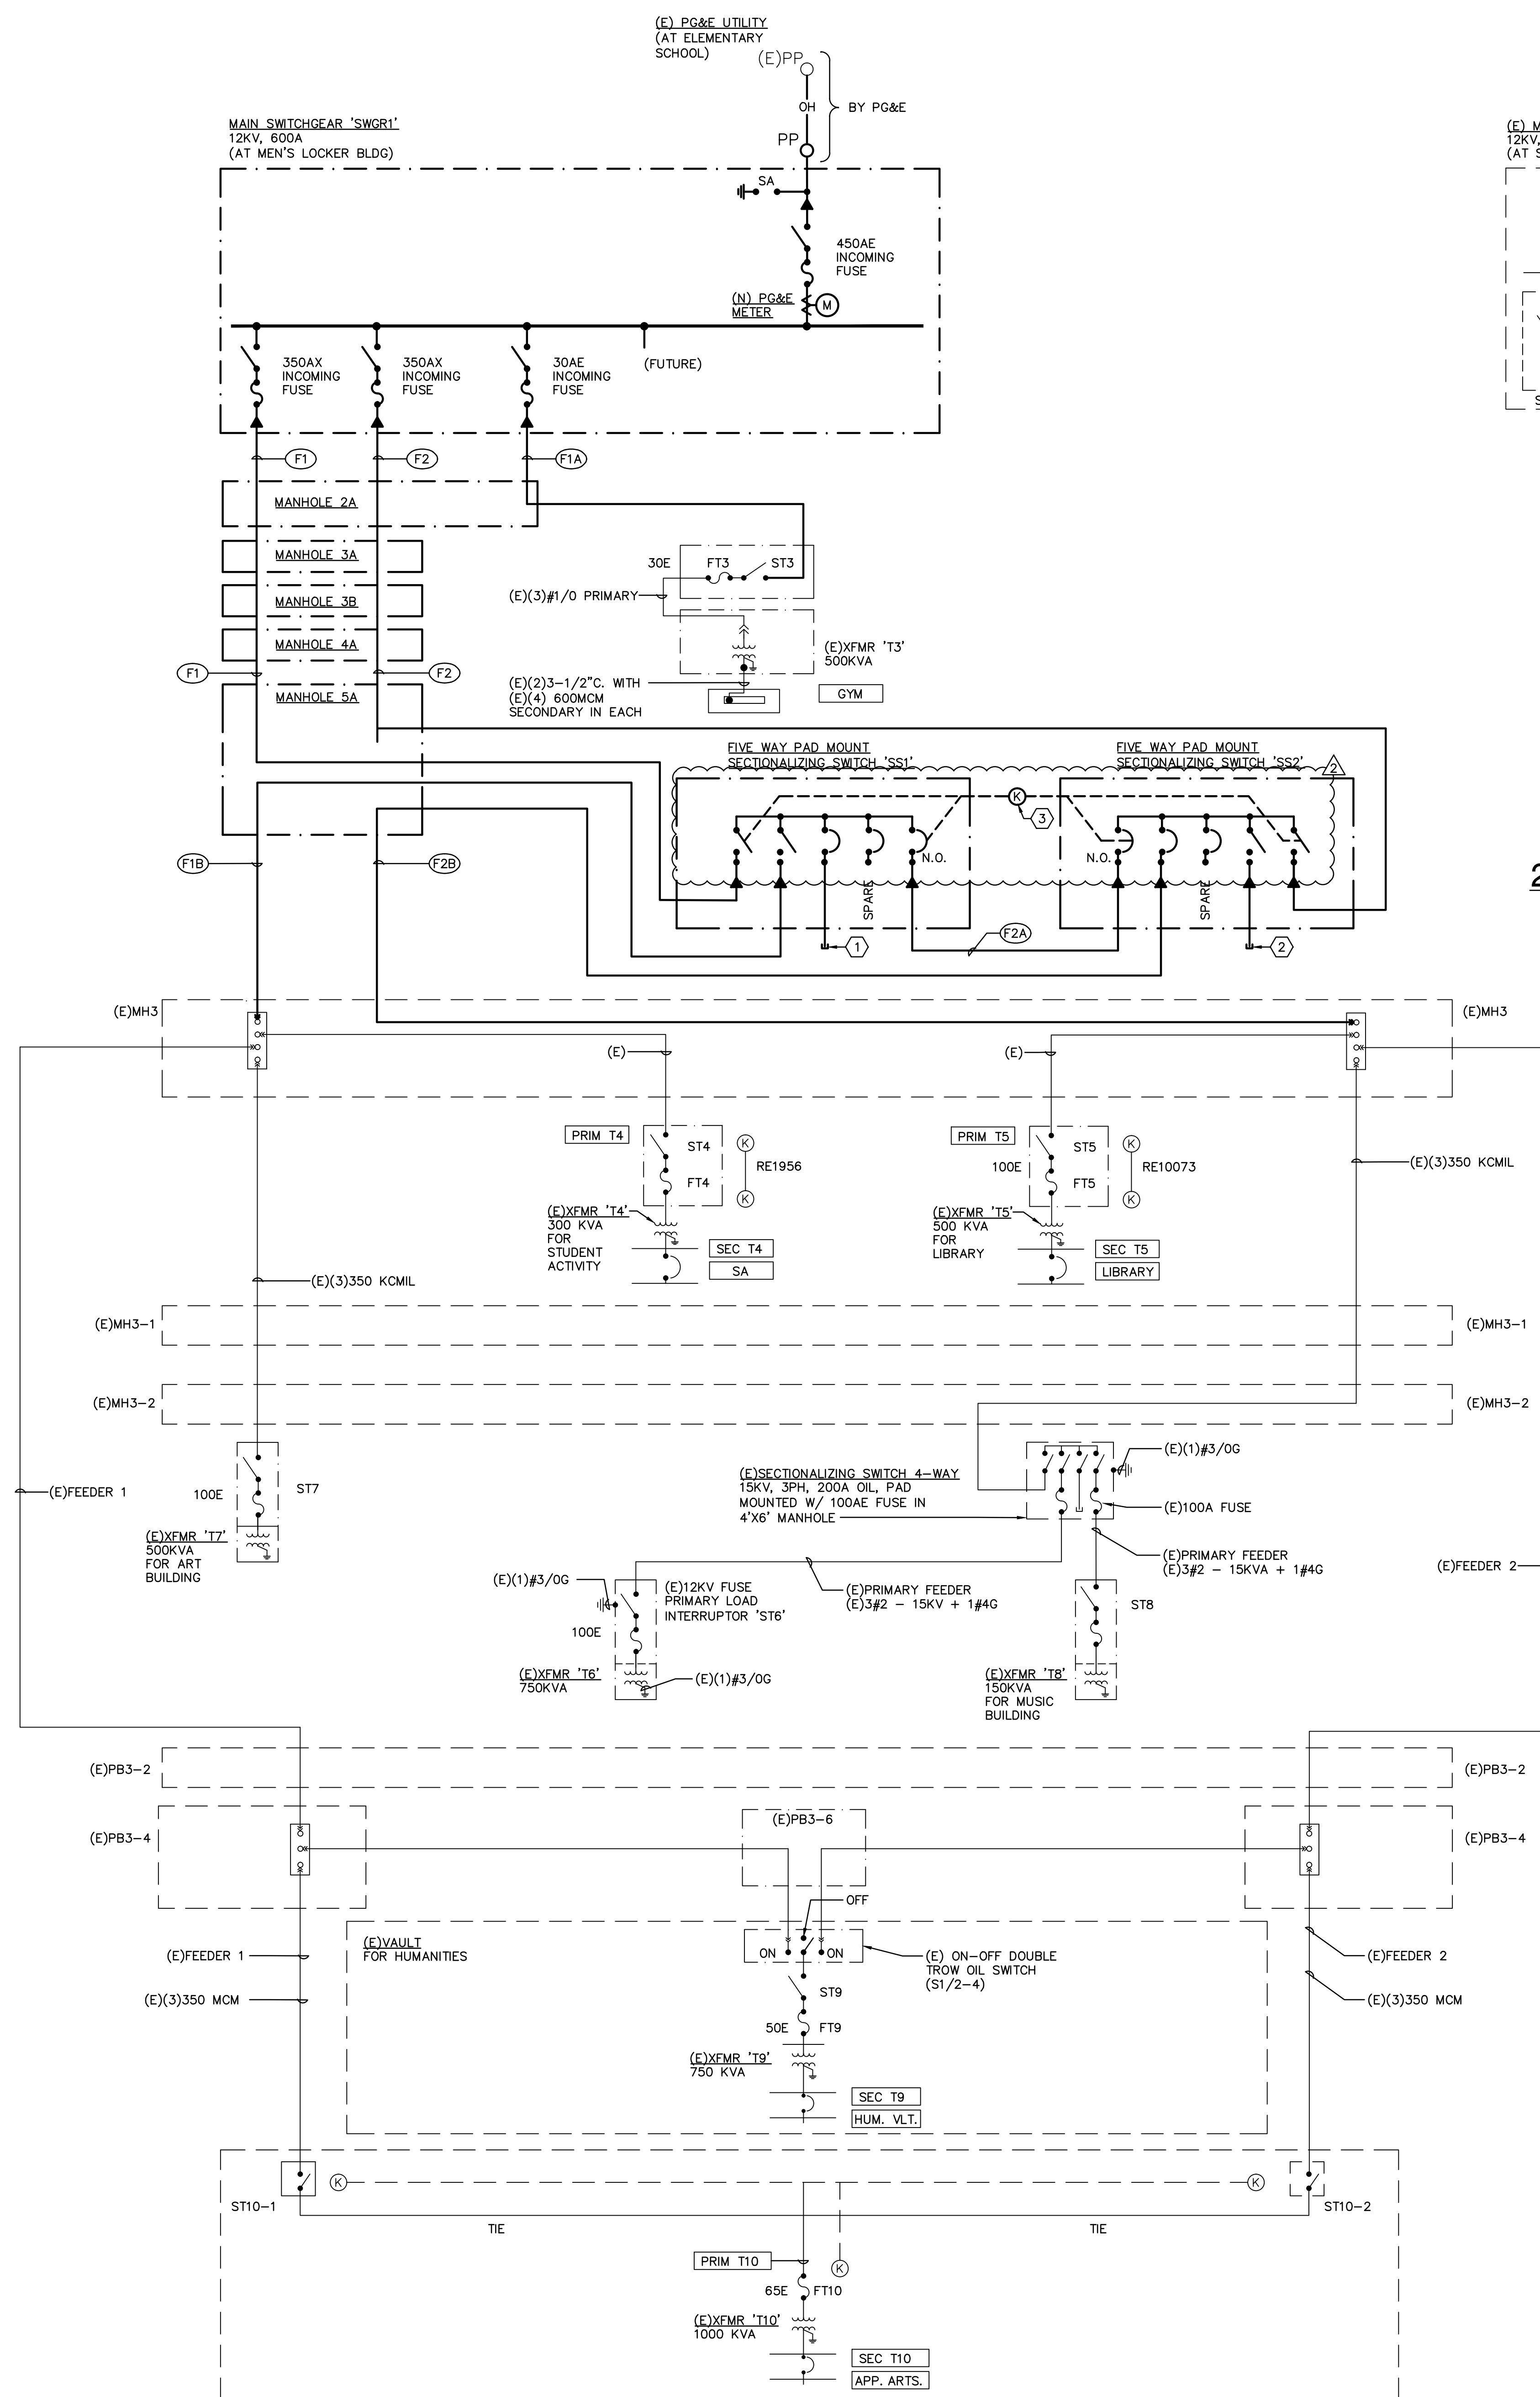 (E) PG&E UTILITY
(AT ELEMENTARY
SCHOOL)
(E)PP
OH
BY PG&E
PP
MAIN SWITCHGEAR 'SWGR1'
12KV, 600A
(AT MEN'S LOCKER BLDG)
SA
450AE
INCOMING
FUSE
(N) PG&E
METER
M
350AX
INCOMING
FUSE
350AX
INCOMING
FUSE
30AE
INCOMING
FUSE
(FUTURE)
F1
F2
F1A
MANHOLE 2A
MANHOLE 3A
MANHOLE 3B
MANHOLE 4A
F1
F2
MANHOLE 5A
30E
FT3
ST3
(E)(3)#1/0 PRIMARY
(E)XFMR 'T3'
500KVA
(E)(2)3-1/2"C. WITH
(E)(4) 600MCM
SECONDARY IN EACH
GYM
FIVE WAY PAD MOUNT
SECTIONALIZING SWITCH 'SS1'
FIVE WAY PAD MOUNT
SECTIONALIZING SWITCH 'SS2'
2
K
3
N.O.
N.O.
SPARE
SPARE
F1B
F2B
1
F2A
2
(E) M
12KV,
(AT S
S
2
(E)MH3
(E)MH3
(E)
(E)
PRIM T4
ST4
FT4
K
RE1956
K
(E)XFMR 'T4'
300 KVA
FOR
STUDENT
ACTIVITY
SEC T4
SA
PRIM T5
100E
ST5
FT5
K
RE10073
K
(E)XFMR 'T5'
500 KVA
FOR
LIBRARY
SEC T5
LIBRARY
(E)(3)350 KCMIL
(E)(3)350 KCMIL
(E)MH3-1
(E)MH3-1
(E)MH3-2
(E)MH3-2
(E)FEEDER 1
100E
ST7
(E)XFMR 'T7'
500KVA
FOR ART
BUILDING
(E)SECTIONALIZING SWITCH 4-WAY
15KV, 3PH, 200A OIL, PAD
MOUNTED W/ 100AE FUSE IN
4'X6' MANHOLE
(E)(1)#3/0G
(E)100A FUSE
(E)PRIMARY FEEDER
(E)3#2 - 15KVA + 1#4G
(E)FEEDER 2
(E)(1)#3/0G
(E)12KV FUSE
PRIMARY LOAD
INTERRUPTOR 'ST6'
(E)PRIMARY FEEDER
(E)3#2 - 15KV + 1#4G
100E
ST8
(E)XFMR 'T6'
750KVA
(E)(1)#3/0G
(E)XFMR 'T8'
150KVA
FOR MUSIC
BUILDING
(E)PB3-2
(E)PB3-2
(E)PB3-4
(E)PB3-6
(E)PB3-4
OFF
(E)VAULT
FOR HUMANITIES
ON
ON
(E) ON-OFF DOUBLE
TROW OIL SWITCH
(S1/2-4)
(E)FEEDER 1
(E)FEEDER 2
(E)(3)350 MCM
(E)(3)350 MCM
ST9
50E
FT9
(E)XFMR 'T9'
750 KVA
SEC T9
HUM. VLT.
ST10-1
K
K
ST10-2
TIE
TIE
PRIM T10
K
65E
FT10
(E)XFMR 'T10'
1000 KVA
SEC T10
APP. ARTS.